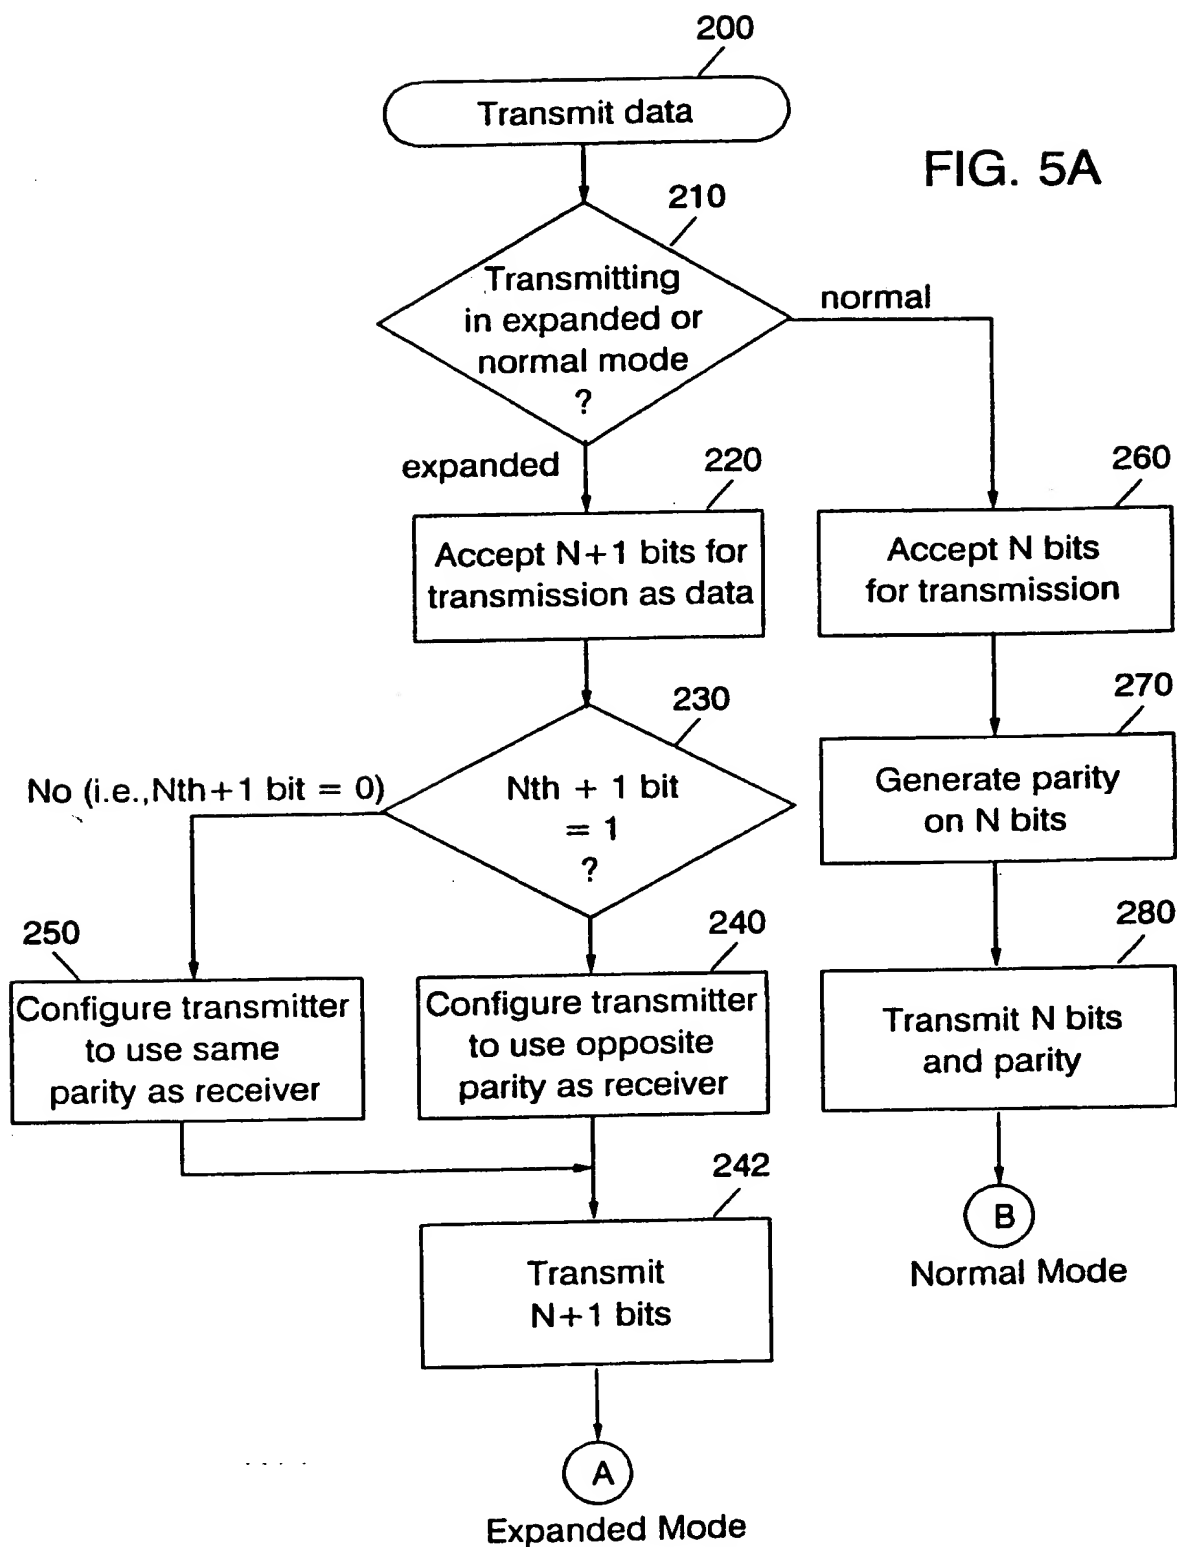 200
Transmit data
FIG. 5A
210
Transmitting
in expanded or
normal mode
?
normal
expanded
220
Accept N+1 bits for
transmission as data
260
Accept N bits
for transmission
230
Nth + 1 bit
= 1
?
No (i.e.,Nth+1 bit = 0)
270
Generate parity
on N bits
250
Configure transmitter
to use same
parity as receiver
240
Configure transmitter
to use opposite
parity as receiver
280
Transmit N bits
and parity
242
Transmit
N+1 bits
B
Normal Mode
A
Expanded Mode